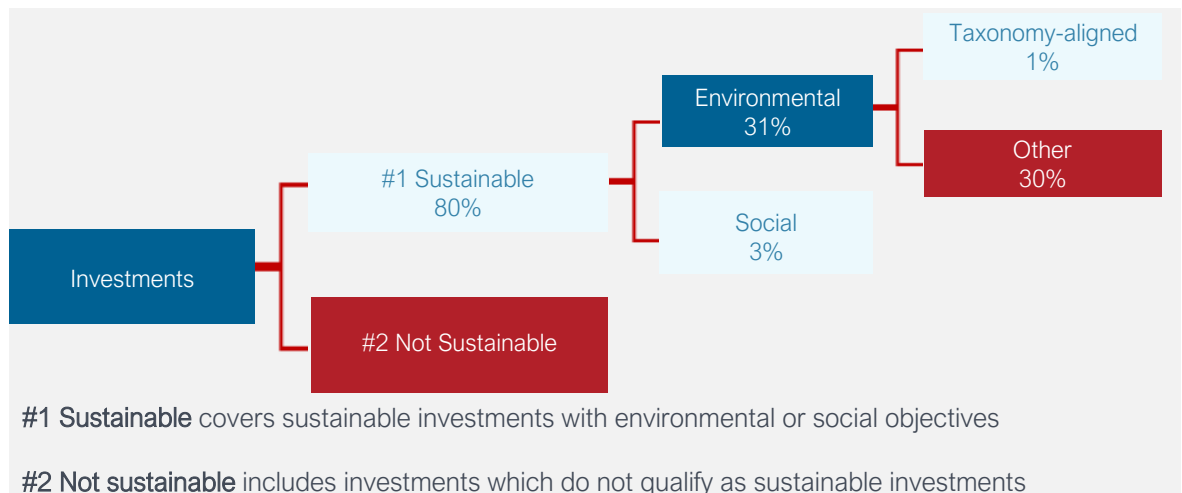 Taxonomy-aligned
1%
Environmental
31%
Other
30%
#1 Sustainable
80%
Social
3%
Investments
#2 Not Sustainable
#1 Sustainable covers sustainable investments with environmental or social objectives
#2 Not sustainable includes investments which do not qualify as sustainable investments